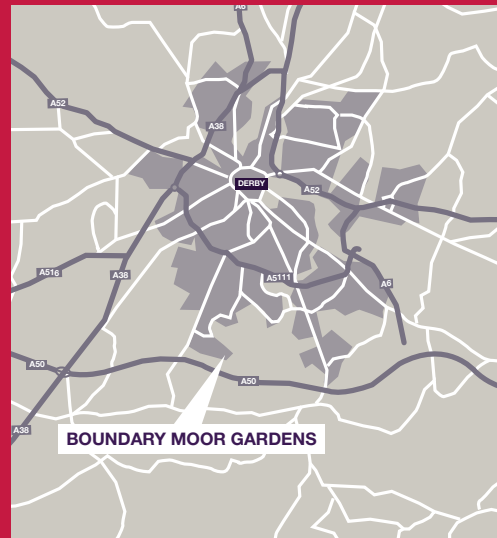 A6
A52
A38
DERBY
A52
A516
A38
A5111
A6
A50
A50
A38
BOUNDARY MOOR GARDENS